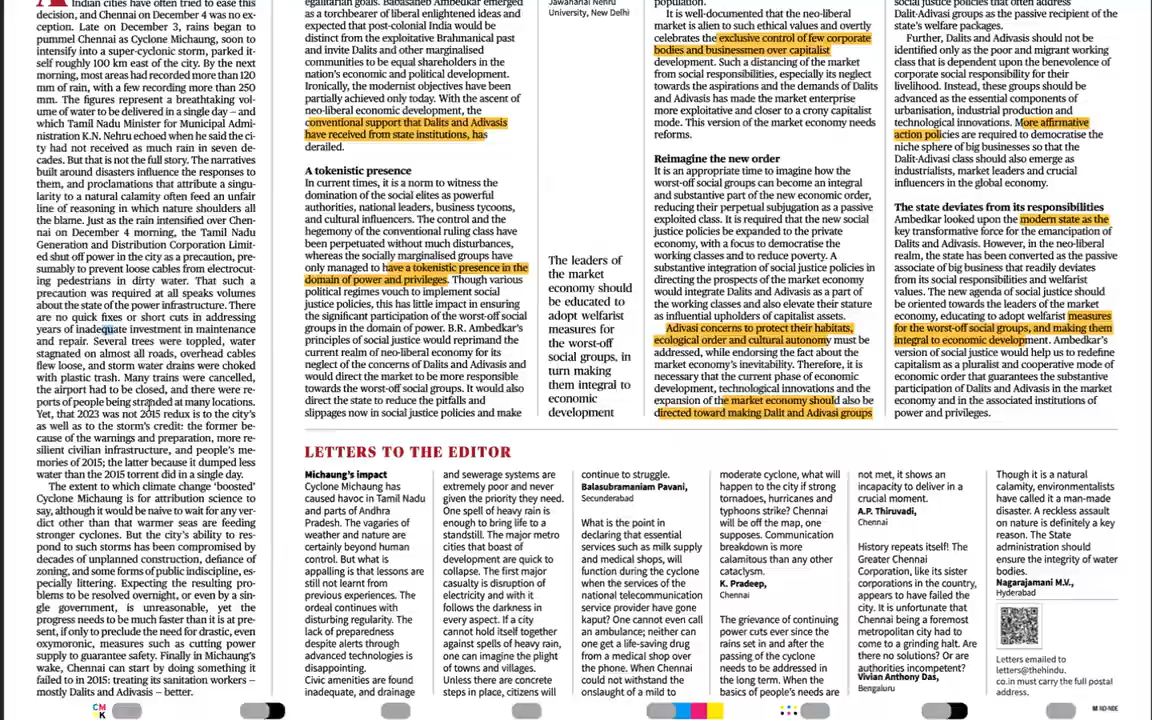 Indian cities have often tried to ease this
decision, and Chennai on December 4 was no ex-
ception. Late on December 3, rains began to
pummel Chennai as Cyclone Michaung, soon to
intensify into a super-cyclonic storm, parked it-
self roughly 100 km east of the city. By the next
morning, most areas had recorded more than 120
mm of rain, with a few recording more than 250
mm. The figures represent a breathtaking vol-
ume of water to be delivered in a single day – and
which Tamil Nadu Minister for Municipal Admi-
nistration K.N. Nehru echoed when he said the ci-
ty had not received as much rain in seven de-
cades. But that is not the full story. The narratives
built around disasters influence the responses to
them, and proclamations that attribute a singu-
larity to a natural calamity often feed an unfair
line of reasoning in which nature shoulders all
the blame. Just as the rain intensified over Chen-
nai on December 4 morning, the Tamil Nadu
Generation and Distribution Corporation Limit-
ed shut off power in the city as a precaution, pre-
sumably to prevent loose cables from electrocut-
ing pedestrians in dirty water. That such a
precaution was required at all speaks volumes
about the state of the power infrastructure. There
are no quick fixes or short cuts in addressing
years of inadequate investment in maintenance
and repair. Several trees were toppled, water
stagnated on almost all roads, overhead cables
flew loose, and storm water drains were choked
with plastic trash. Many trains were cancelled,
the airport had to be closed, and there were re-
ports of people being stranded at many locations.
Yet, that 2023 was not 2015 redux is to the city's
as well as to the storm's credit: the former be-
cause of the warnings and preparation, more re-
silient civilian infrastructure, and people's me-
mories of 2015; the latter because it dumped less
water than the 2015 torrent did in a single day.
The extent to which climate change 'boosted'
Cyclone Michaung is for attribution science to
say, although it would be naive to wait for any ver-
dict other than that warmer seas are feeding
stronger cyclones. But the city's ability to res-
pond to such storms has been compromised by
decades of unplanned construction, defiance of
zoning, and some forms of public indiscipline, es-
pecially littering. Expecting the resulting pro-
blems to be resolved overnight, or even by a sin-
gle government, is unreasonable, yet the
progress needs to be much faster than it is at pre-
sent, if only to preclude the need for drastic, even
oxymoronic, measures such as cutting power
supply to guarantee safety. Finally in Michaung's
wake, Chennai can start by doing something it
failed to in 2015: treating its sanitation workers –
mostly Dalits and Adivasis – better.
egalitarian goals. Babasaheb Ambedkar emerged
as a torchbearer of liberal enlightened ideas and
expected that post-colonial India would be
distinct from the exploitative Brahmanical past
and invite Dalits and other marginalised
communities to be equal shareholders in the
nation's economic and political development.
Ironically, the modernist objectives have been
partially achieved only today. With the ascent of
neo-liberal economic development, the
conventional support that Dalits and Adivasis
have received from state institutions, has
derailed.
A tokenistic presence
In current times, it is a norm to witness the
domination of the social elites as powerful
authorities, national leaders, business tycoons,
and cultural influencers. The control and the
hegemony of the conventional ruling class have
been perpetuated without much disturbances,
whereas the socially marginalised groups have
only managed to have a tokenistic presence in the
domain of power and privileges. Though various
political regimes vouch to implement social
justice policies, this has little impact in ensuring
the significant participation of the worst-off social
groups in the domain of power. B.R. Ambedkar's
principles of social justice would reprimand the
current realm of neo-liberal economy for its
neglect of the concerns of Dalits and Adivasis and
would direct the market to be more responsible
towards the worst-off social groups. It would also
direct the state to reduce the pitfalls and
slippages now in social justice policies and make
Jawaharlal Nehru
University, New Delhi
The leaders of
the market
economy should
be educated to
adopt welfarist
measures for
the worst-off
social groups, in
turn making
them integral to
economic
development
population.
It is well-documented that the neo-liberal
market is alien to such ethical values and overtly
celebrates the exclusive control of few corporate
bodies and businessmen over capitalist
development. Such a distancing of the market
from social responsibilities, especially its neglect
towards the aspirations and the demands of Dalits
and Adivasis has made the market enterprise
more exploitative and closer to a crony capitalist
mode. This version of the market economy needs
reforms.
Reimagine the new order
It is an appropriate time to imagine how the
worst-off social groups can become an integral
and substantive part of the new economic order,
reducing their perpetual subjugation as a passive
exploited class. It is required that the new social
justice policies be expanded to the private
economy, with a focus to democratise the
working classes and to reduce poverty. A
substantive integration of social justice policies in
directing the prospects of the market economy
would integrate Dalits and Adivasis as a part of
the working classes and also elevate their stature
as influential upholders of capitalist assets.
Adivasi concerns to protect their habitats,
ecological order and cultural autonomy must be
addressed, while endorsing the fact about the
market economy's inevitability. Therefore, it is
necessary that the current phase of economic
development, technological innovations and the
expansion of the market economy should also be
directed toward making Dalit and Adivasi groups
social justice policies that often address
Dalit-Adivasi groups as the passive recipient of the
state's welfare packages.
Further, Dalits and Adivasis should not be
identified only as the poor and migrant working
class that is dependent upon the benevolence of
corporate social responsibility for their
livelihood. Instead, these groups should be
advanced as the essential components of
urbanisation, industrial production and
technological innovations. More affirmative
action policies are required to democratise the
niche sphere of big businesses so that the
Dalit-Adivasi class should also emerge as
industrialists, market leaders and crucial
influencers in the global economy.
The state deviates from its responsibilities
Ambedkar looked upon the modern state as the
key transformative force for the emancipation of
Dalits and Adivasis. However, in the neo-liberal
realm, the state has been converted as the passive
associate of big business that readily deviates
from its social responsibilities and welfarist
values. The new agenda of social justice should
be oriented towards the leaders of the market
economy, educating to adopt welfarist measures
for the worst-off social groups, and making them
integral to economic development. Ambedkar's
version of social justice would help us to redefine
capitalism as a pluralist and cooperative mode of
economic order that guarantees the substantive
participation of Dalits and Adivasis in the market
economy and in the associated institutions of
power and privileges.
LETTERS TO THE EDITOR
Michaung's impact
Cyclone Michaung has
caused havoc in Tamil Nadu
and parts of Andhra
Pradesh. The vagaries of
weather and nature are
certainly beyond human
control. But what is
appalling is that lessons are
still not learnt from
previous experiences. The
ordeal continues with
disturbing regularity. The
lack of preparedness
despite alerts through
advanced technologies is
disappointing.
Civic amenities are found
inadequate, and drainage
and sewerage systems are
extremely poor and never
given the priority they need.
One spell of heavy rain is
enough to bring life to a
standstill. The major metro
cities that boast of
development are quick to
collapse. The first major
casualty is disruption of
electricity and with it
follows the darkness in
every aspect. If a city
cannot hold itself together
against spells of heavy rain,
one can imagine the plight
of towns and villages.
Unless there are concrete
steps in place, citizens will
continue to struggle.
Balasubramaniam Pavani,
Secunderabad
What is the point in
declaring that essential
services such as milk supply
and medical shops, will
function during the cyclone
when the services of the
national telecommunication
service provider have gone
kaput? One cannot even call
an ambulance; neither can
one get a life-saving drug
from a medical shop over
the phone. When Chennai
could not withstand the
onslaught of a mild to
moderate cyclone, what will
happen to the city if strong
tornadoes, hurricanes and
typhoons strike? Chennai
will be off the map, one
supposes. Communication
breakdown is more
calamitous than any other
cataclysm.
K. Pradeep,
Chennai
The grievance of continuing
power cuts ever since the
rains set in and after the
passing of the cyclone
needs to be addressed in
the long term. When the
basics of people's needs are
not met, it shows an
incapacity to deliver in a
crucial moment.
A.P. Thiruvadi,
Chennai
History repeats itself! The
Greater Chennai
Corporation, like its sister
corporations in the country,
appears to have failed the
city. It is unfortunate that
Chennai being a foremost
metropolitan city had to
come to a grinding halt. Are
there no solutions? Or are
authorities incompetent?
Vivian Anthony Das,
Bengaluru
Though it is a natural
calamity, environmentalists
have called it a man-made
disaster. A reckless assault
on nature is definitely a key
reason. The State
administration should
ensure the integrity of water
bodies.
Nagarajamani M.V.,
Hyderabad
Letters emailed to
letters@thehindu.
co.in must carry the full postal
address.
CM
K
M ND-NDE